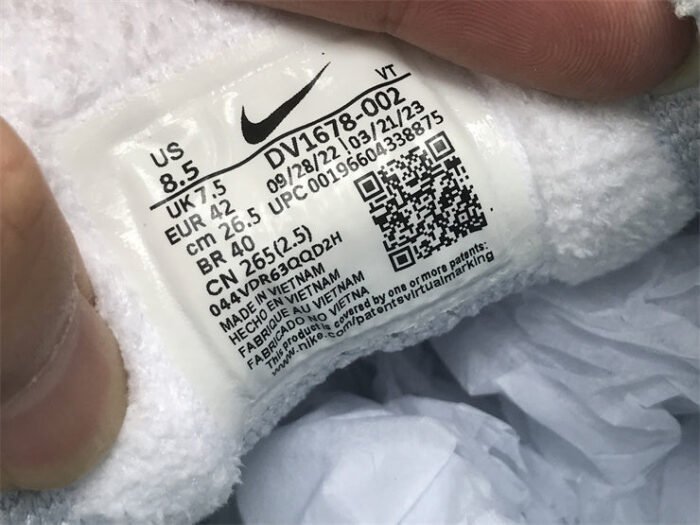 VT
US
8.5
DV1678-002
UK 7.5
09/28/22 03/21/23
EUR 42
UPC 00196604338875
cm 26.5
BR 40
CN 265(2.5)
044VDR63OQD2H
MADE IN VIETNAM
HECHO EN VIETNAM
FABRIQUE AU VIETNAM
FABRICADO NO VIETNA
This product is covered by one or more patents:
www.nike.com/patentsvirtualmarking